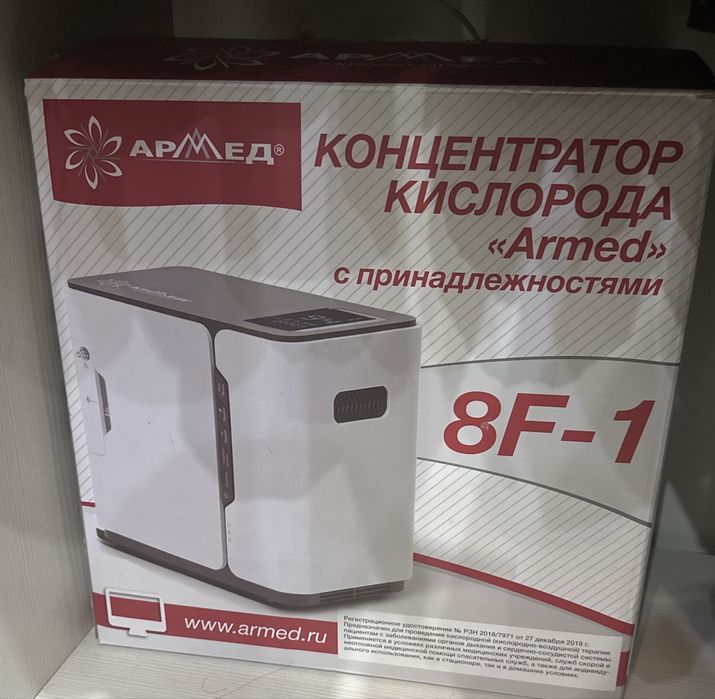 АРМЕД
АРМЕД®
КОНЦЕНТРАТОР
КИСЛОРОДА
«Armed»
с принадлежностями
АРМЕД
8F-1
www.armed.ru
Регистрационное удостоверение № РЗН 2018/7971 от 27 декабря 2018 г.
Предназначен для проведения кислородной (кислородно-воздушной) терапии
пациентам с заболеваниями органов дыхания и сердечно-сосудистой системы.
Применяется в условиях различных медицинских учреждений, служб скорой и
неотложной медицинской помощи спасательных служб, а также для индивиду-
ального использования, как в стационаре, так и в домашних условиях.